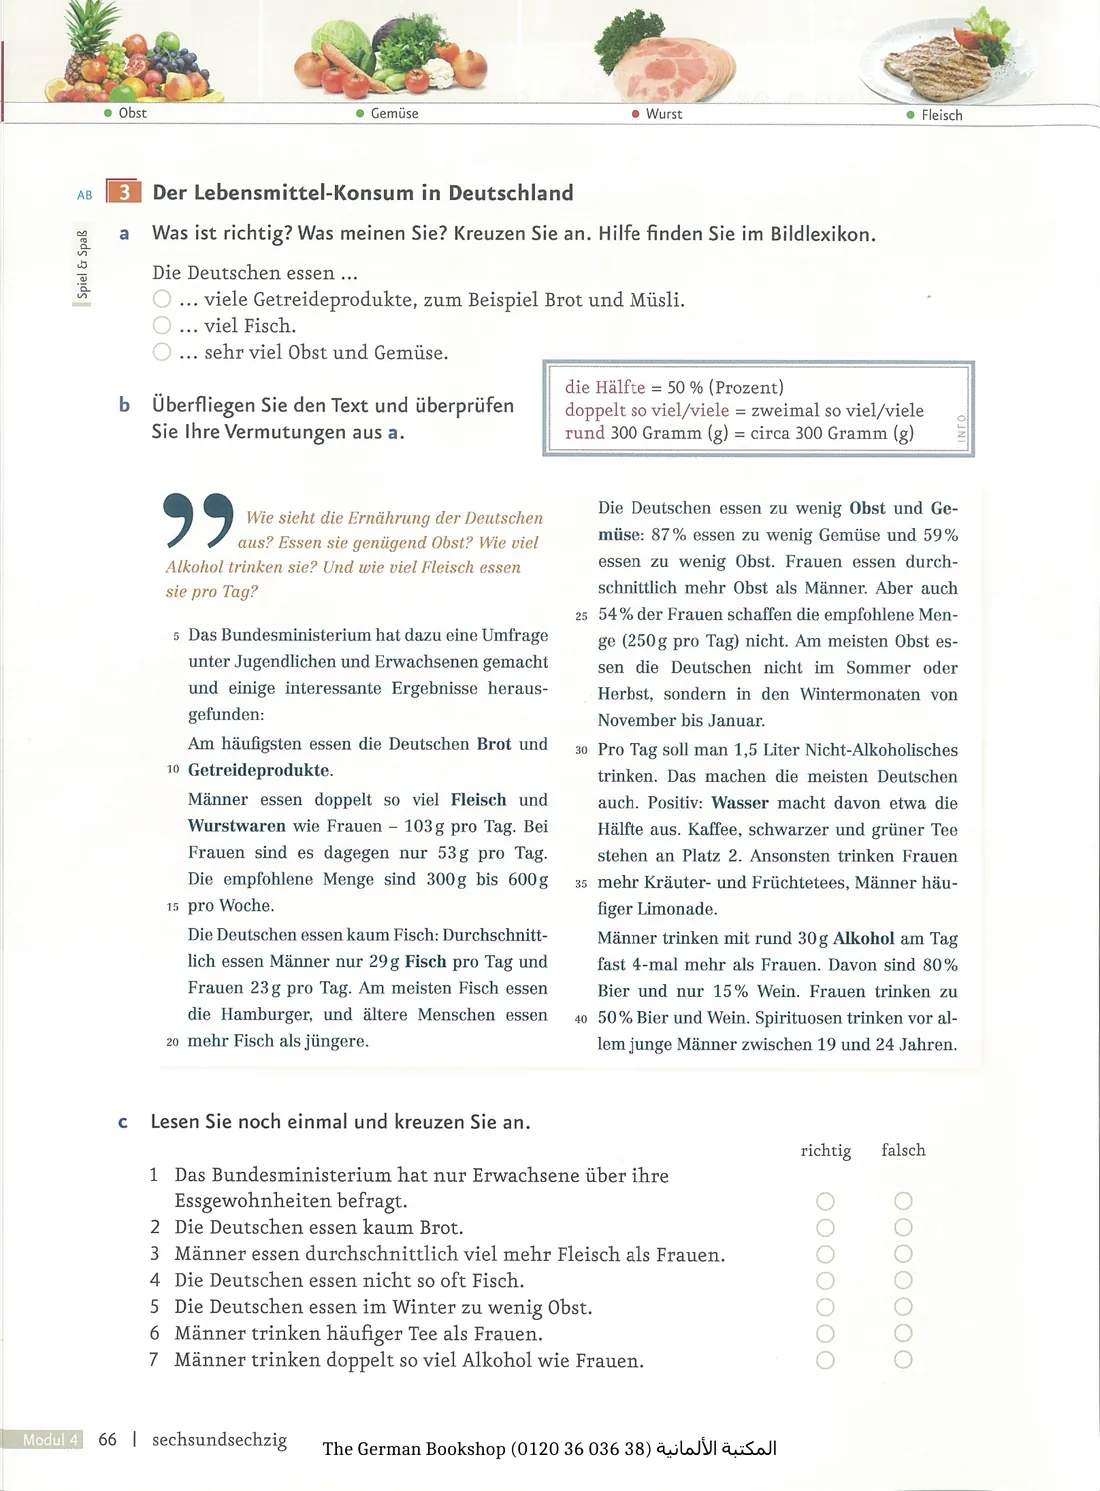 Obst
Gemüse
Wurst
Fleisch
AB
3 Der Lebensmittel-Konsum in Deutschland
Spiel & Spaß
a Was ist richtig? Was meinen Sie? Kreuzen Sie an. Hilfe finden Sie im Bildlexikon.
Die Deutschen essen ...
... viele Getreideprodukte, zum Beispiel Brot und Müsli.
... viel Fisch.
... sehr viel Obst und Gemüse.
b Überfliegen Sie den Text und überprüfen
Sie Ihre Vermutungen aus a.
die Hälfte = 50 % (Prozent)
doppelt so viel/viele = zweimal so viel/viele
rund 300 Gramm (g) = circa 300 Gramm (g)
INFO
Wie sieht die Ernährung der Deutschen
aus? Essen sie genügend Obst? Wie viel
Alkohol trinken sie? Und wie viel Fleisch essen
sie pro Tag?
5 Das Bundesministerium hat dazu eine Umfrage
unter Jugendlichen und Erwachsenen gemacht
und einige interessante Ergebnisse heraus-
gefunden:
Am häufigsten essen die Deutschen Brot und
10 Getreideprodukte.
Männer essen doppelt so viel Fleisch und
Wurstwaren wie Frauen – 103 g pro Tag. Bei
Frauen sind es dagegen nur 53 g pro Tag.
Die empfohlene Menge sind 300 g bis 600 g
15 pro Woche.
Die Deutschen essen kaum Fisch: Durchschnitt-
lich essen Männer nur 29 g Fisch pro Tag und
Frauen 23 g pro Tag. Am meisten Fisch essen
die Hamburger, und ältere Menschen essen
20 mehr Fisch als jüngere.
Die Deutschen essen zu wenig Obst und Ge-
müse: 87 % essen zu wenig Gemüse und 59 %
essen zu wenig Obst. Frauen essen durch-
schnittlich mehr Obst als Männer. Aber auch
25 54 % der Frauen schaffen die empfohlene Men-
ge (250 g pro Tag) nicht. Am meisten Obst es-
sen die Deutschen nicht im Sommer oder
Herbst, sondern in den Wintermonaten von
November bis Januar.
30 Pro Tag soll man 1,5 Liter Nicht-Alkoholisches
trinken. Das machen die meisten Deutschen
auch. Positiv: Wasser macht davon etwa die
Hälfte aus. Kaffee, schwarzer und grüner Tee
stehen an Platz 2. Ansonsten trinken Frauen
35 mehr Kräuter- und Früchtetees, Männer häu-
figer Limonade.
Männer trinken mit rund 30 g Alkohol am Tag
fast 4-mal mehr als Frauen. Davon sind 80 %
Bier und nur 15 % Wein. Frauen trinken zu
40 50 % Bier und Wein. Spirituosen trinken vor al-
lem junge Männer zwischen 19 und 24 Jahren.
c Lesen Sie noch einmal und kreuzen Sie an.
richtig falsch
1 Das Bundesministerium hat nur Erwachsene über ihre
Essgewohnheiten befragt.
2 Die Deutschen essen kaum Brot.
3 Männer essen durchschnittlich viel mehr Fleisch als Frauen.
4 Die Deutschen essen nicht so oft Fisch.
5 Die Deutschen essen im Winter zu wenig Obst.
6 Männer trinken häufiger Tee als Frauen.
7 Männer trinken doppelt so viel Alkohol wie Frauen.
Modul 4 66 | sechsundsechzig
The German Bookshop (0120 36 036 38) المكتبة الألمانية